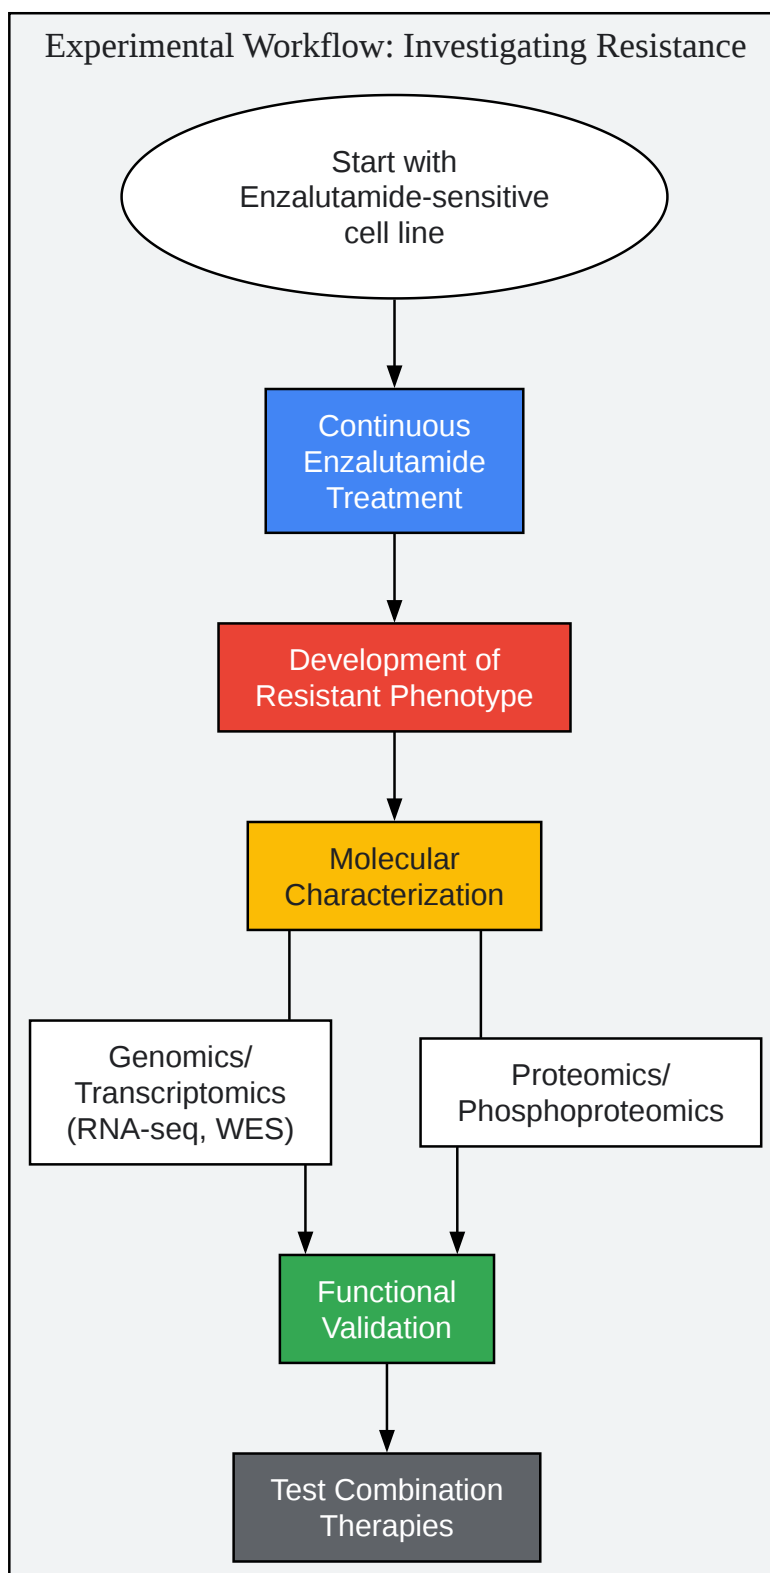 Experimental Workflow: Investigating Resistance
Start with
Enzalutamide-sensitive
cell line
Continuous
Enzalutamide
Treatment
Development of
Resistant Phenotype
Molecular
Characterization
Genomics/
Transcriptomics
(RNA-seq, WES)
Proteomics/
Phosphoproteomics
Functional
Validation
Test Combination
Therapies